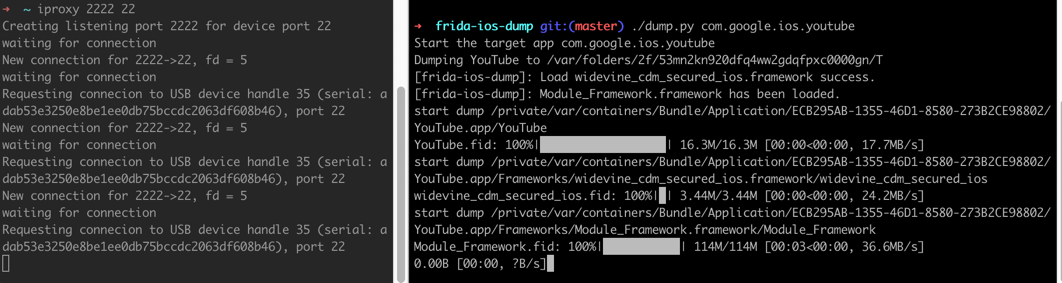 ➜  ~ iproxy 2222 22
Creating listening port 2222 for device port 22
waiting for connection
New connection for 2222->22, fd = 5
waiting for connection
Requesting connecion to USB device handle 35 (serial: a
dab53e3250e8be1ee0db75bccdc2063df608b46), port 22
New connection for 2222->22, fd = 5
waiting for connection
Requesting connecion to USB device handle 35 (serial: a
dab53e3250e8be1ee0db75bccdc2063df608b46), port 22
New connection for 2222->22, fd = 5
waiting for connection
Requesting connecion to USB device handle 35 (serial: a
dab53e3250e8be1ee0db75bccdc2063df608b46), port 22
➜  frida-ios-dump git:(master) ./dump.py com.google.ios.youtube
Start the target app com.google.ios.youtube
Dumping YouTube to /var/folders/2f/53mn2kn920dfq4ww2gdqfpxc0000gn/T
[frida-ios-dump]: Load widevine_cdm_secured_ios.framework success.
[frida-ios-dump]: Module_Framework.framework has been loaded.
start dump /private/var/containers/Bundle/Application/ECB295AB-1355-46D1-8580-273B2CE98802/
YouTube.app/YouTube
YouTube.fid: 100%| | 16.3M/16.3M [00:00<00:00, 17.7MB/s]
start dump /private/var/containers/Bundle/Application/ECB295AB-1355-46D1-8580-273B2CE98802/
YouTube.app/Frameworks/widevine_cdm_secured_ios.framework/widevine_cdm_secured_ios
widevine_cdm_secured_ios.fid: 100%| | 3.44M/3.44M [00:00<00:00, 24.2MB/s]
start dump /private/var/containers/Bundle/Application/ECB295AB-1355-46D1-8580-273B2CE98802/
YouTube.app/Frameworks/Module_Framework.framework/Module_Framework
Module_Framework.fid: 100%| | 114M/114M [00:03<00:00, 36.6MB/s]
0.00B [00:00, ?B/s]